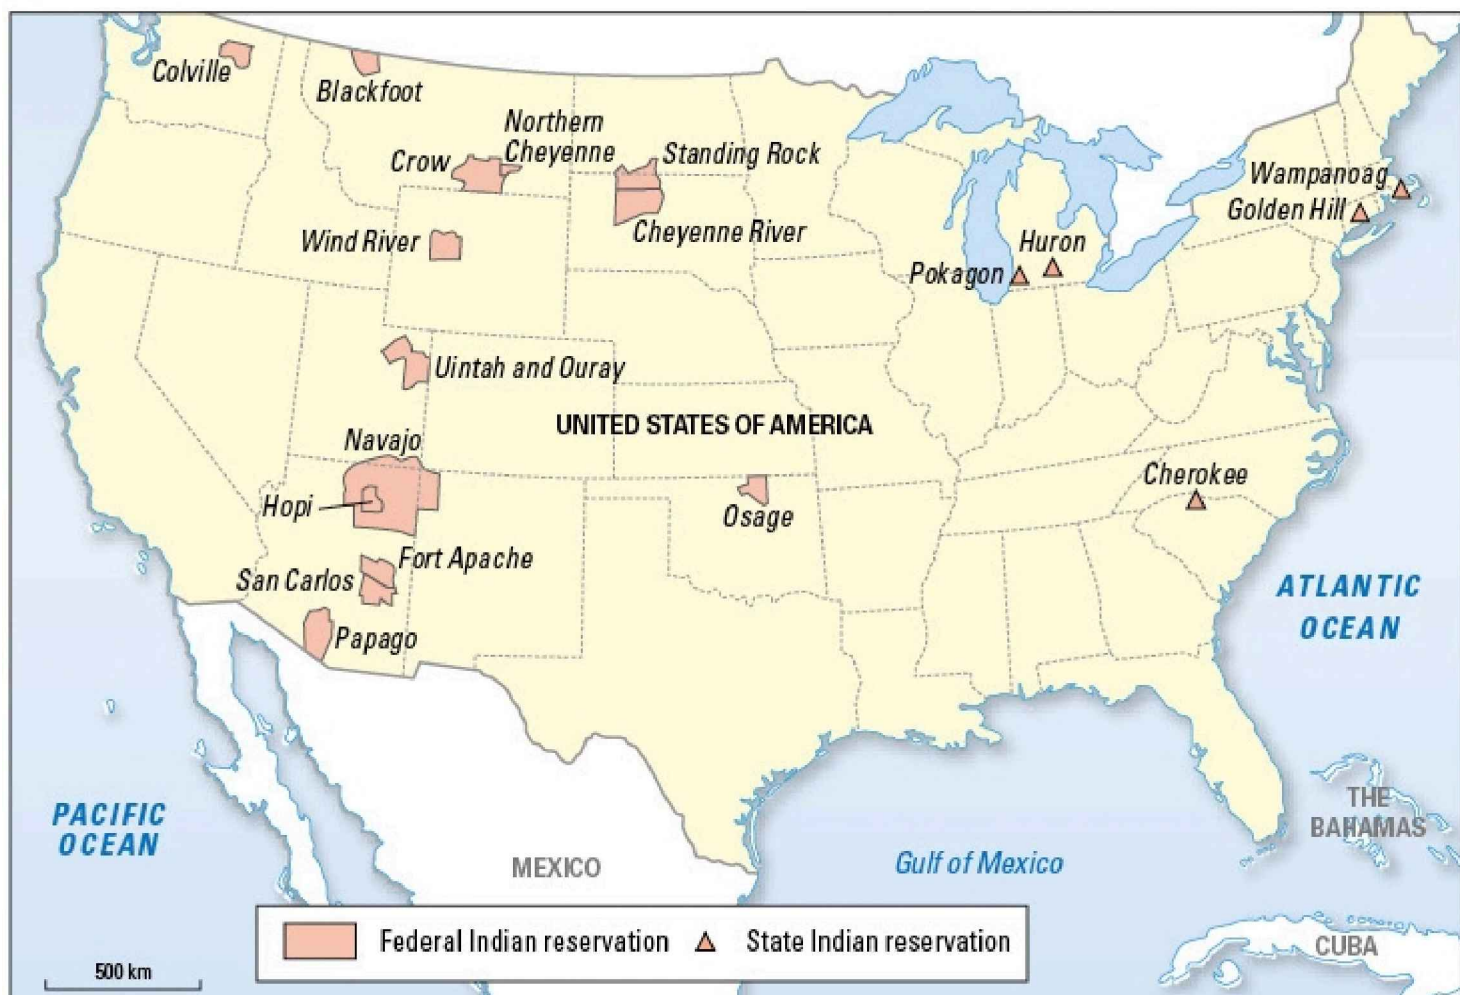 Colville
Blackfoot
Northern
Cheyenne
Crow
Standing Rock
Wampanoag
Golden Hill
Cheyenne River
Wind River
Huron
Pokagon
Uintah and Ouray
UNITED STATES OF AMERICA
Navajo
Hopi
Cherokee
Osage
Fort Apache
San Carlos
Papago
ATLANTIC
OCEAN
PACIFIC
OCEAN
THE
BAHAMAS
MEXICO
Gulf of Mexico
CUBA
Federal Indian reservation
State Indian reservation
500 km